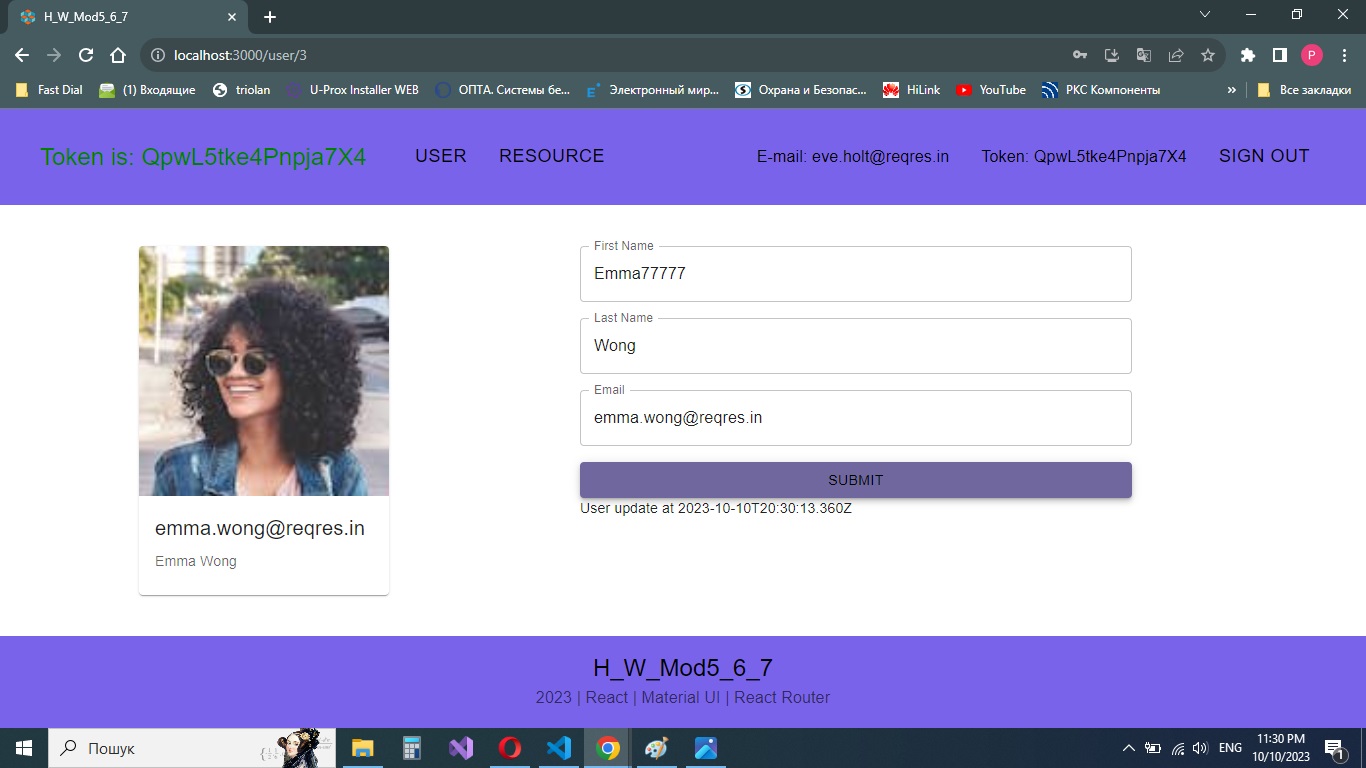 H_W_Mod5_6_7
localhost:3000/user/3
P
Fast Dial
(1) Входящие
triolan
U-Prox Installer WEB
ОПТА. Системы бе...
Электронный мир...
Охрана и Безопас...
HiLink
YouTube
РКС Компоненты
»
Все закладки
Token is: QpwL5tke4Pnpja7X4
USER
RESOURCE
E-mail: eve.holt@reqres.in
Token: QpwL5tke4Pnpja7X4
SIGN OUT
First Name
Emma77777
Last Name
Wong
Email
emma.wong@reqres.in
SUBMIT
User update at 2023-10-10T20:30:13.360Z
emma.wong@reqres.in
Emma Wong
H_W_Mod5_6_7
2023 | React | Material UI | React Router
Пошук
ENG
11:30 PM
10/10/2023
1